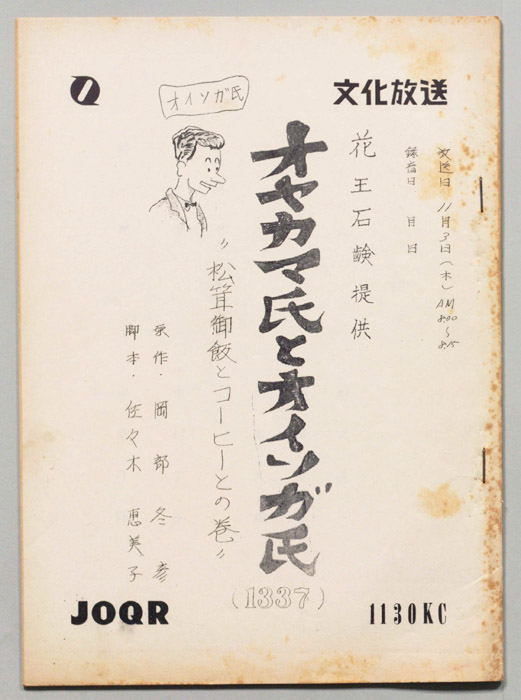 文化放送
放送日 11月3日(木) AM 8:00～8:15
録音日 月 日
花王石鹸提供
オヤカマ氏とオイソガ氏
(1337)
〝松茸御飯とコーヒーとの巻〟
オイソガ氏
原作・岡部冬彦
脚本・佐々木恵美子
JOQR
1130KC